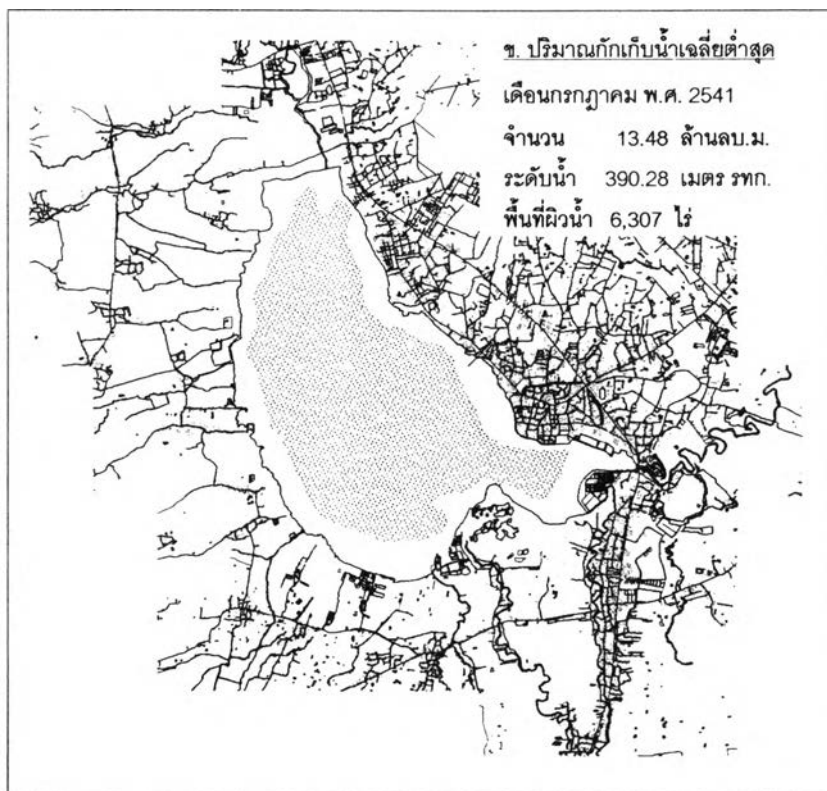 ข. ปริมาณกักเก็บน้ำเฉลี่ยต่ำสุด
เดือนกรกฎาคม พ.ศ. 2541
จำนวน 13.48 ล้านลบ.ม.
ระดับน้ำ 390.28 เมตร รทก.
พื้นที่ผิวน้ำ 6,307 ไร่